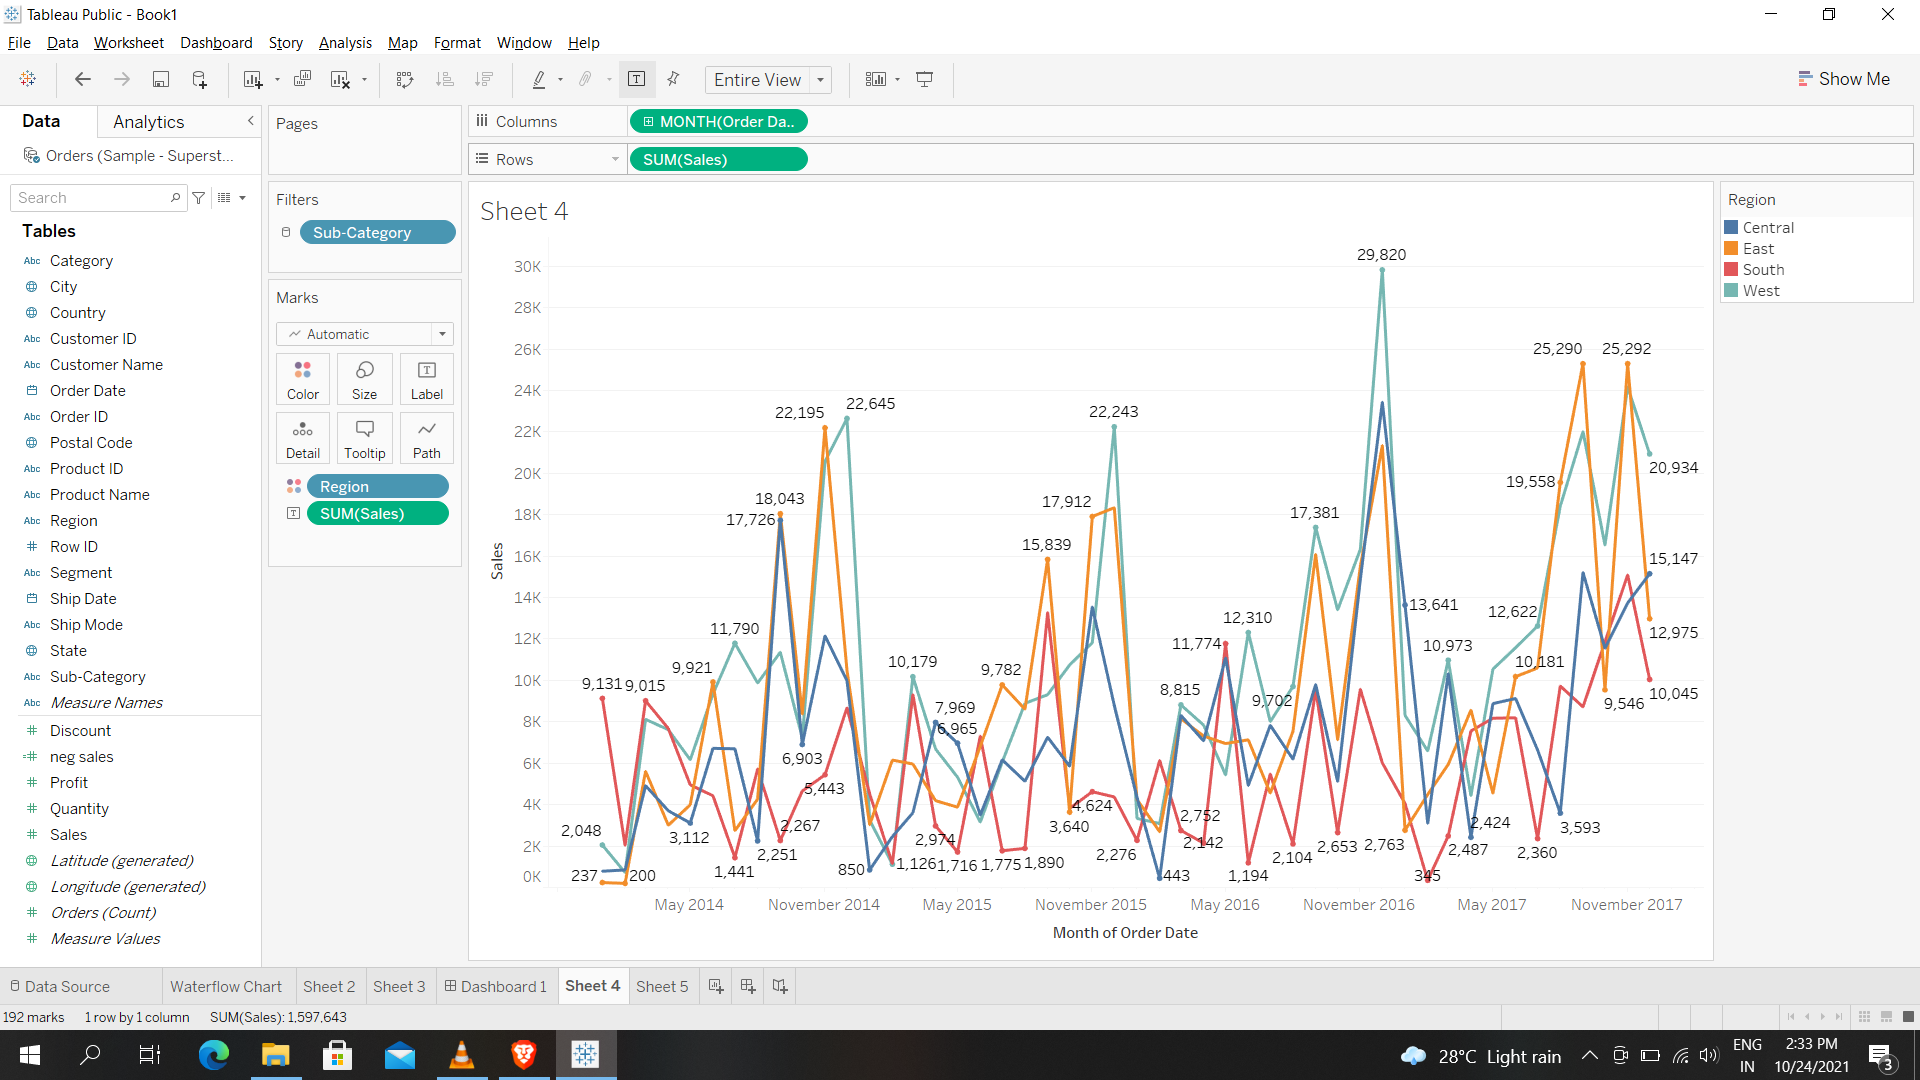 Tableau Public - Book1
File Data Worksheet Dashboard Story Analysis Map Format Window Help
Entire View
Show Me
Data Analytics
Orders (Sample - Superst...
Search
Tables
Abc Category
City
Country
Abc Customer ID
Abc Customer Name
Order Date
Abc Order ID
Postal Code
Abc Product ID
Abc Product Name
Abc Region
# Row ID
Abc Segment
Ship Date
Abc Ship Mode
State
Abc Sub-Category
Abc Measure Names
# Discount
=# neg sales
# Profit
# Quantity
# Sales
Latitude (generated)
Longitude (generated)
# Orders (Count)
# Measure Values
Pages
Filters
Sub-Category
Marks
Automatic
Color Size Label
Detail Tooltip Path
Region
SUM(Sales)
Columns MONTH(Order Da..
Rows SUM(Sales)
Sheet 4
Sales
30K
28K
26K
24K
22K
20K
18K
16K
14K
12K
10K
8K
6K
4K
2K
0K
29,820
25,290 25,292
22,195 22,645 22,243
20,934
19,558
18,043
17,726
17,912
17,381
15,839
15,147
13,641
12,622
12,975
12,310
11,790
11,774
10,973
10,179
10,181
10,045
9,921
9,782
9,702
9,546
9,131 9,015
8,815
7,969
6,965
6,903
5,443
4,624
3,640
3,593
3,112
2,974
2,752
2,142
2,763
2,653
2,424
2,487
2,360
2,267
2,251
2,276
2,104
2,048
1,890
1,775
1,716
1,441
1,194
1,126
850
443
345
237
200
May 2014 November 2014 May 2015 November 2015 May 2016 November 2016 May 2017 November 2017
Month of Order Date
Region
Central
East
South
West
Data Source Waterflow Chart Sheet 2 Sheet 3 Dashboard 1 Sheet 4 Sheet 5
192 marks 1 row by 1 column SUM(Sales): 1,597,643
28°C Light rain
ENG
IN
2:33 PM
10/24/2021
3